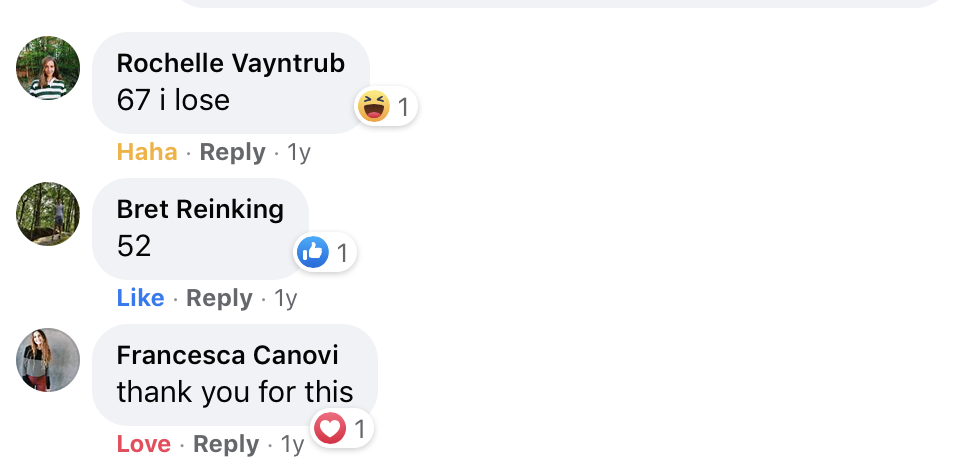 Rochelle Vayntrub
67 i lose
1
Haha · Reply · 1y
Bret Reinking
52
1
Like · Reply · 1y
Francesca Canovi
thank you for this
1
Love · Reply · 1y